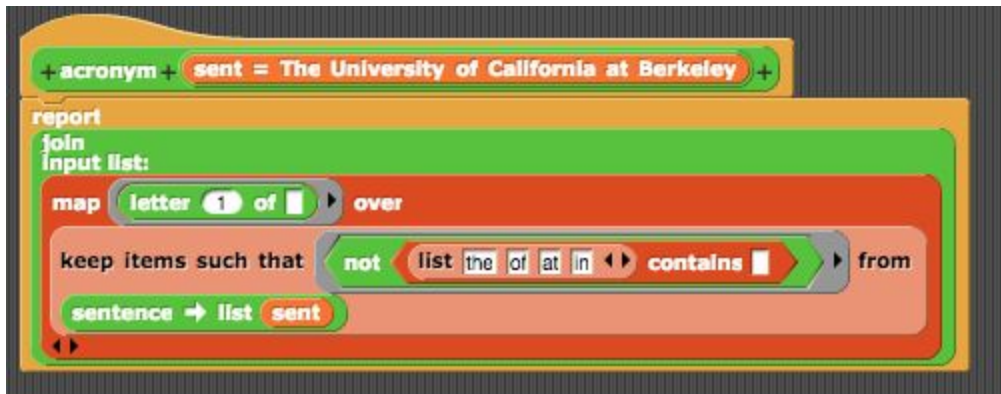 +acronym+ sent = The University of California at Berkeley +
report
join
input list:
map letter 1 of over
keep items such that not list the of at in contains from
sentence → list sent